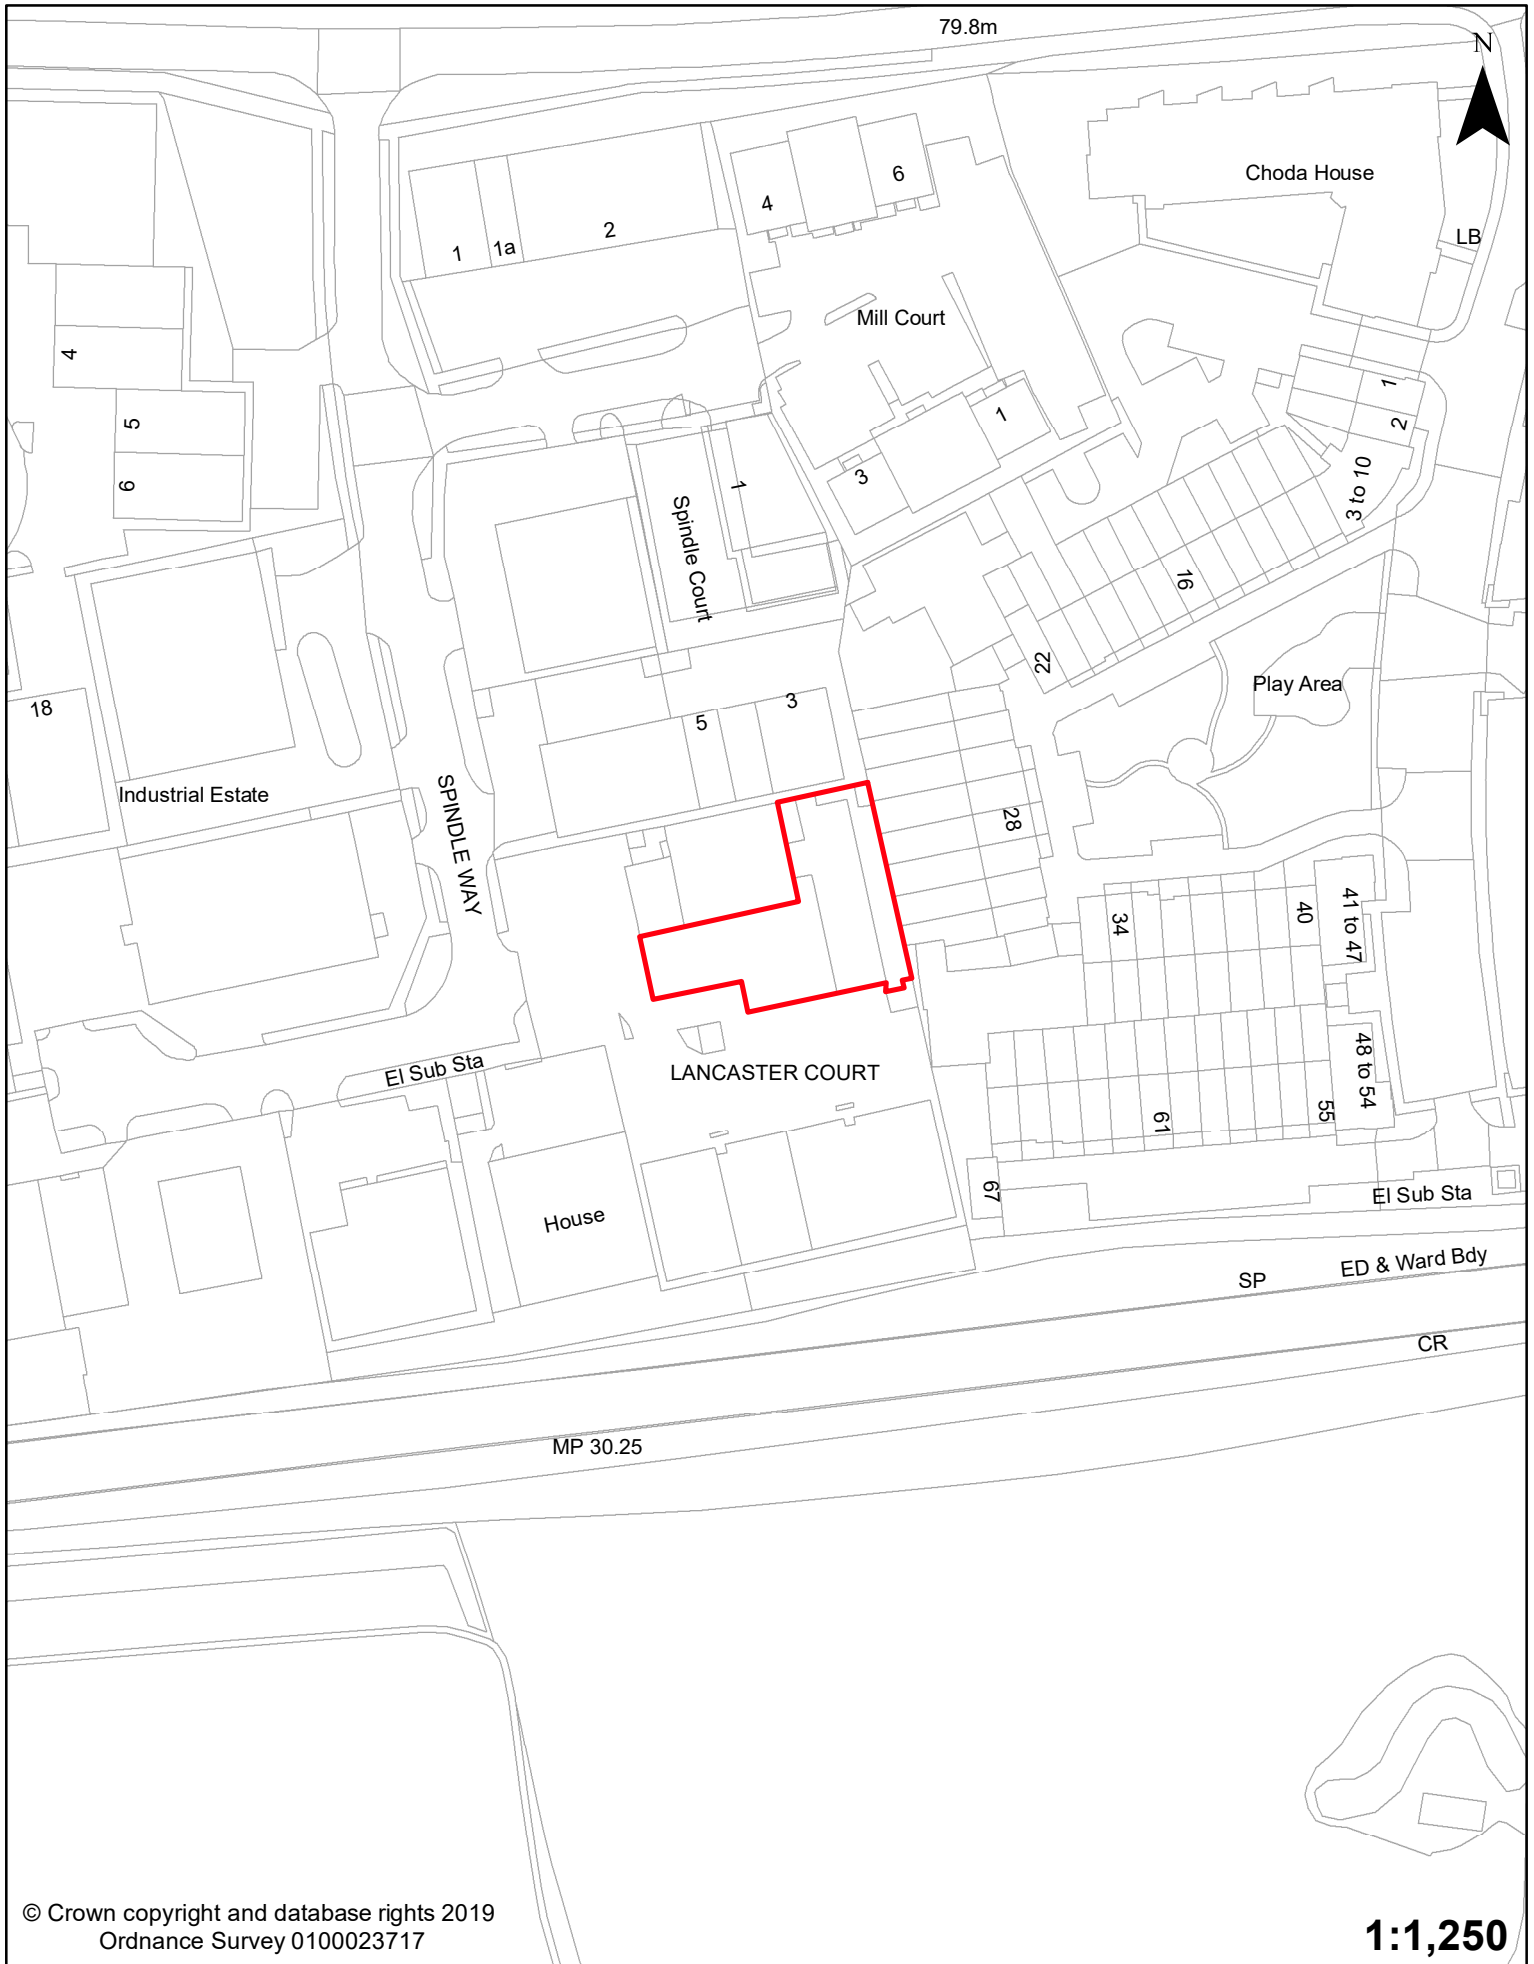 79.8m
N
Choda House
6
4
2
1a
1
LB
Mill Court
4
1
5
2
1
3
6
1
3 to 10
Spindle Court
16
22
Play Area
3
18
5
Industrial Estate
28
SPINDLE WAY
34
40
41 to 47
El Sub Sta
LANCASTER COURT
48 to 54
55
61
67
El Sub Sta
House
ED & Ward Bdy
SP
CR
MP 30.25
© Crown copyright and database rights 2019
Ordnance Survey 0100023717
1:1,250